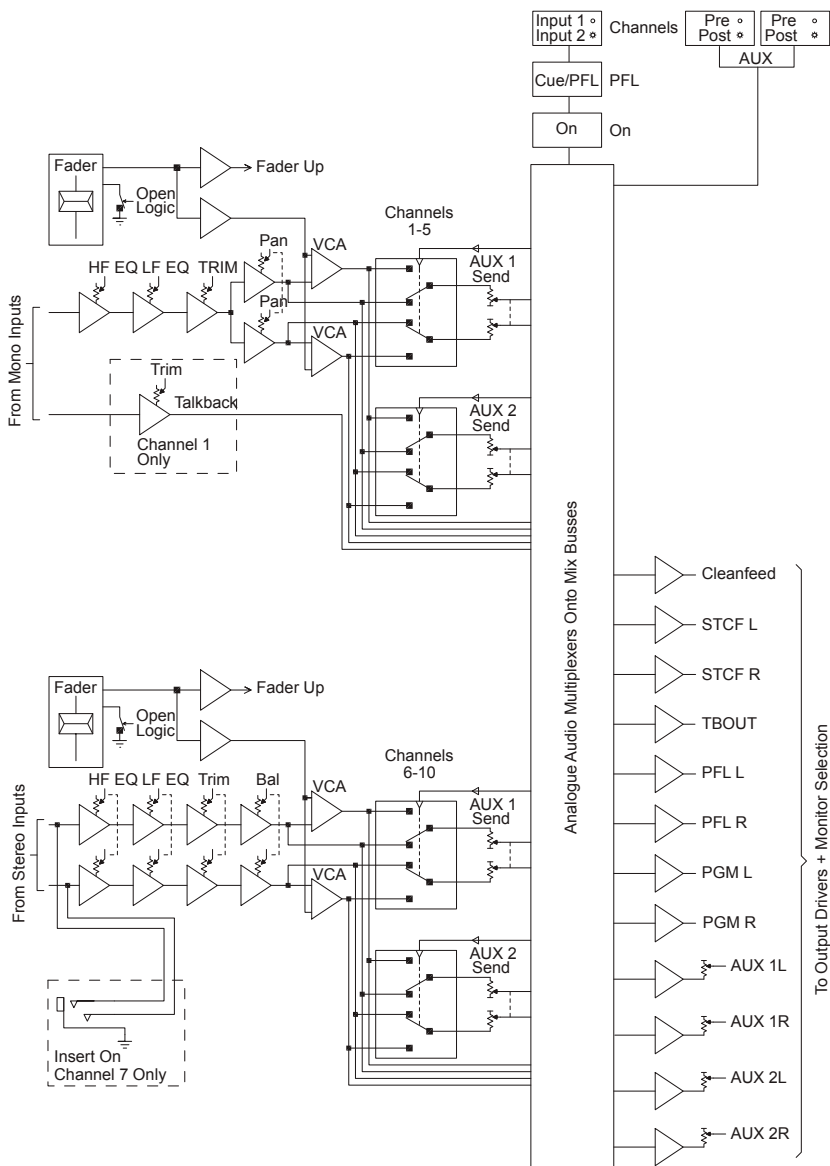 Input 1
Input 2
Channels
Pre
Post
Pre
Post
AUX
Cue/PFL
PFL
On
On
Fader
Open
Logic
Fader Up
Channels
1-5
HF EQ
LF EQ
TRIM
Pan
Pan
VCA
VCA
AUX 1
Send
From Mono Inputs
Trim
Talkback
Channel 1
Only
AUX 2
Send
Analogue Audio Multiplexers Onto Mix Busses
Fader
Open
Logic
Fader Up
Channels
6-10
HF EQ
LF EQ
Trim
Bal
VCA
VCA
AUX 1
Send
From Stereo Inputs
AUX 2
Send
Insert On
Channel 7 Only
Cleanfeed
STCF L
STCF R
TBOUT
PFL L
PFL R
PGM L
PGM R
AUX 1L
AUX 1R
AUX 2L
AUX 2R
To Output Drivers + Monitor Selection